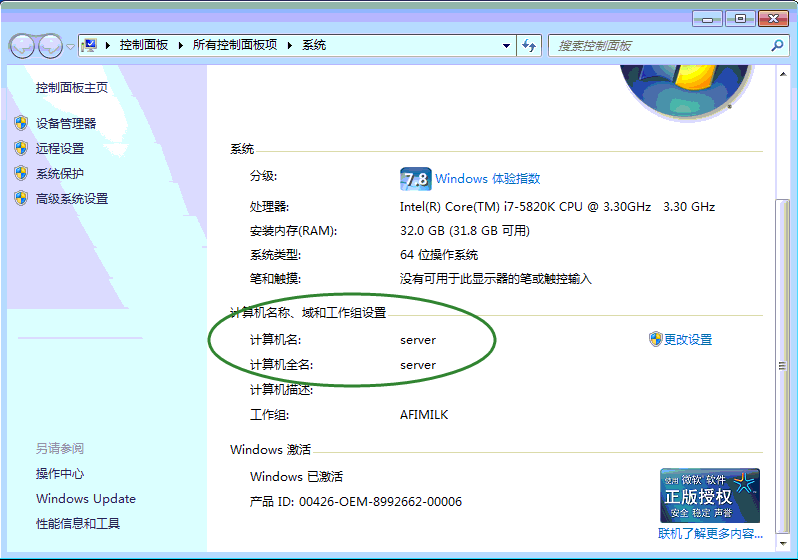 控制面板 ▸ 所有控制面板项 ▸ 系统
搜索控制面板
控制面板主页
设备管理器
远程设置
系统保护
高级系统设置
另请参阅
操作中心
Windows Update
性能信息和工具
系统
分级:
7.8 Windows 体验指数
处理器: Intel(R) Core(TM) i7-5820K CPU @ 3.30GHz 3.30 GHz
安装内存(RAM): 32.0 GB (31.8 GB 可用)
系统类型: 64 位操作系统
笔和触摸: 没有可用于此显示器的笔或触控输入
计算机名称、域和工作组设置
计算机名: server
更改设置
计算机全名: server
计算机描述:
工作组: AFIMILK
Windows 激活
Windows 已激活
产品 ID: 00426-OEM-8992662-00006
使用 微软 软件
正版授权
安全 稳定 声誉
联机了解更多内容...